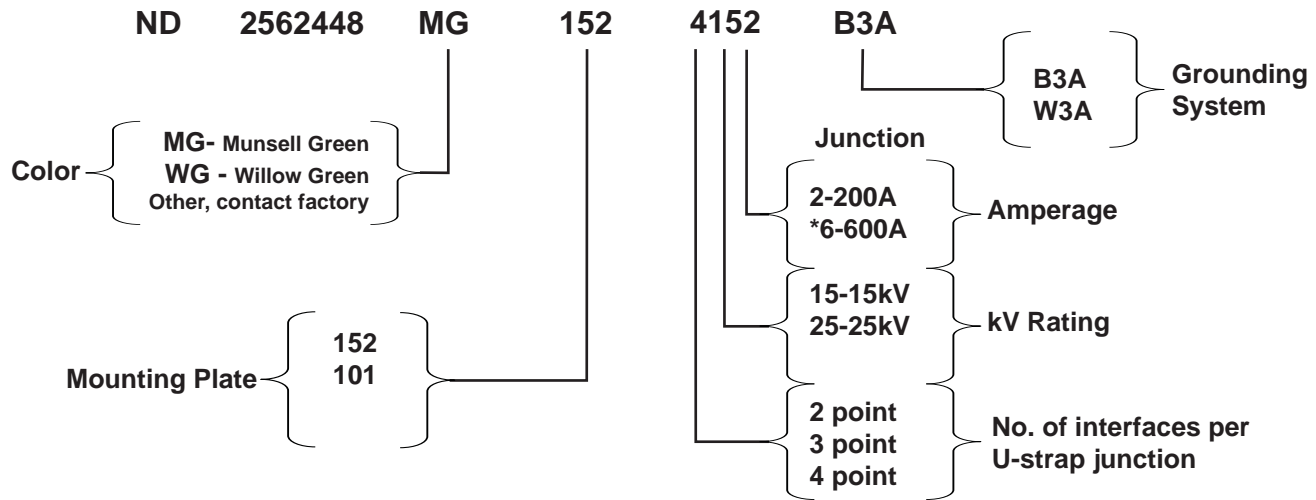 ND 2562448 MG 152 4152 B3A
B3A
W3A
Grounding
System
Color
MG- Munsell Green
WG - Willow Green
Other, contact factory
Junction
2-200A
*6-600A
Amperage
15-15kV
25-25kV
kV Rating
Mounting Plate
152
101
2 point
3 point
4 point
No. of interfaces per
U-strap junction